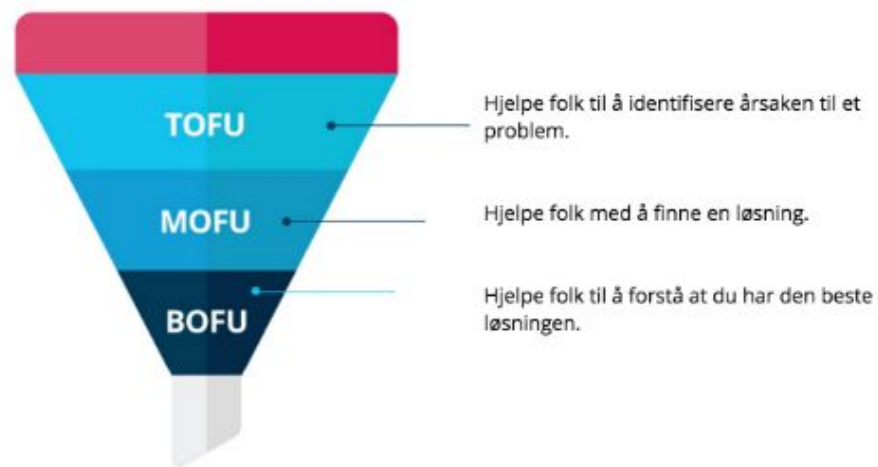 TOFU
Hjelpe folk til å identifisere årsaken til et
problem.
MOFU
Hjelpe folk med å finne en løsning.
BOFU
Hjelpe folk til å forstå at du har den beste
løsningen.